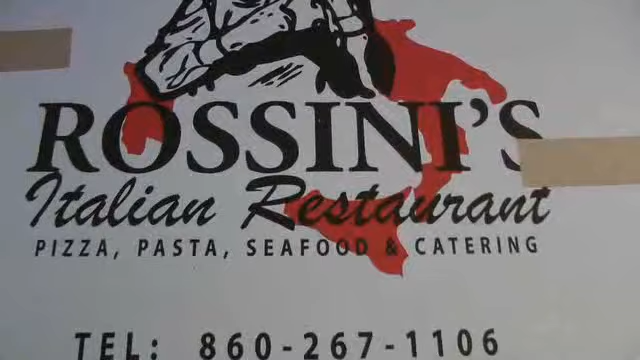 ROSSINI'S
Italian Restaurant
PIZZA, PASTA, SEAFOOD & CATERING
TEL: 860-267-1106